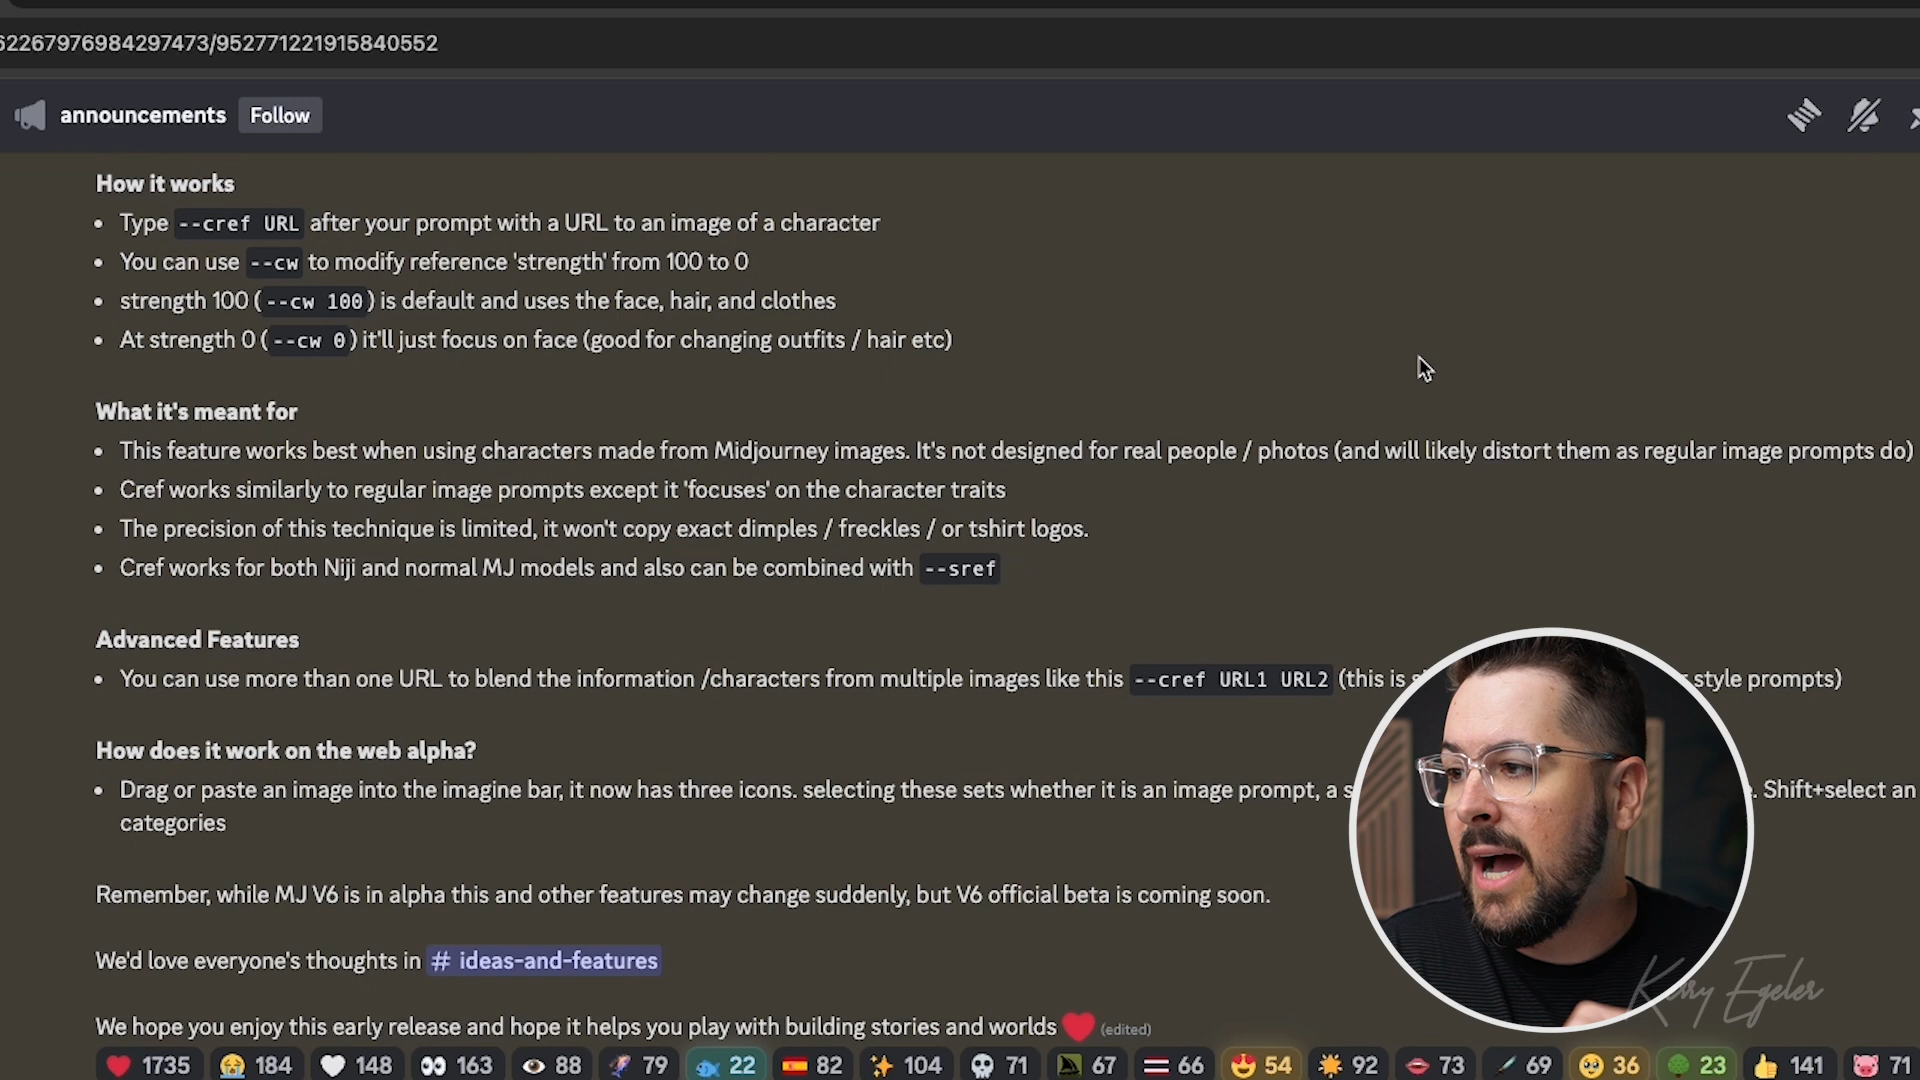 62267976984297473/952771221915840552
announcements Follow
How it works
• Type --cref URL after your prompt with a URL to an image of a character
• You can use --cw to modify reference 'strength' from 100 to 0
• strength 100 (--cw 100) is default and uses the face, hair, and clothes
• At strength 0 (--cw 0) it'll just focus on face (good for changing outfits / hair etc)
What it's meant for
• This feature works best when using characters made from Midjourney images. It's not designed for real people / photos (and will likely distort them as regular image prompts do)
• Cref works similarly to regular image prompts except it 'focuses' on the character traits
• The precision of this technique is limited, it won't copy exact dimples / freckles / or tshirt logos.
• Cref works for both Niji and normal MJ models and also can be combined with --sref
Advanced Features
• You can use more than one URL to blend the information /characters from multiple images like this --cref URL1 URL2 (this is style prompts)
How does it work on the web alpha?
• Drag or paste an image into the imagine bar, it now has three icons. selecting these sets whether it is an image prompt, a Shift+select an
categories
Remember, while MJ V6 is in alpha this and other features may change suddenly, but V6 official beta is coming soon.
We'd love everyone's thoughts in # ideas-and-features
Kerry Egeler
We hope you enjoy this early release and hope it helps you play with building stories and worlds ❤️ (edited)
1735 184 148 163 88 79 22 82 104 71 67 66 54 92 73 69 36 23 141 71